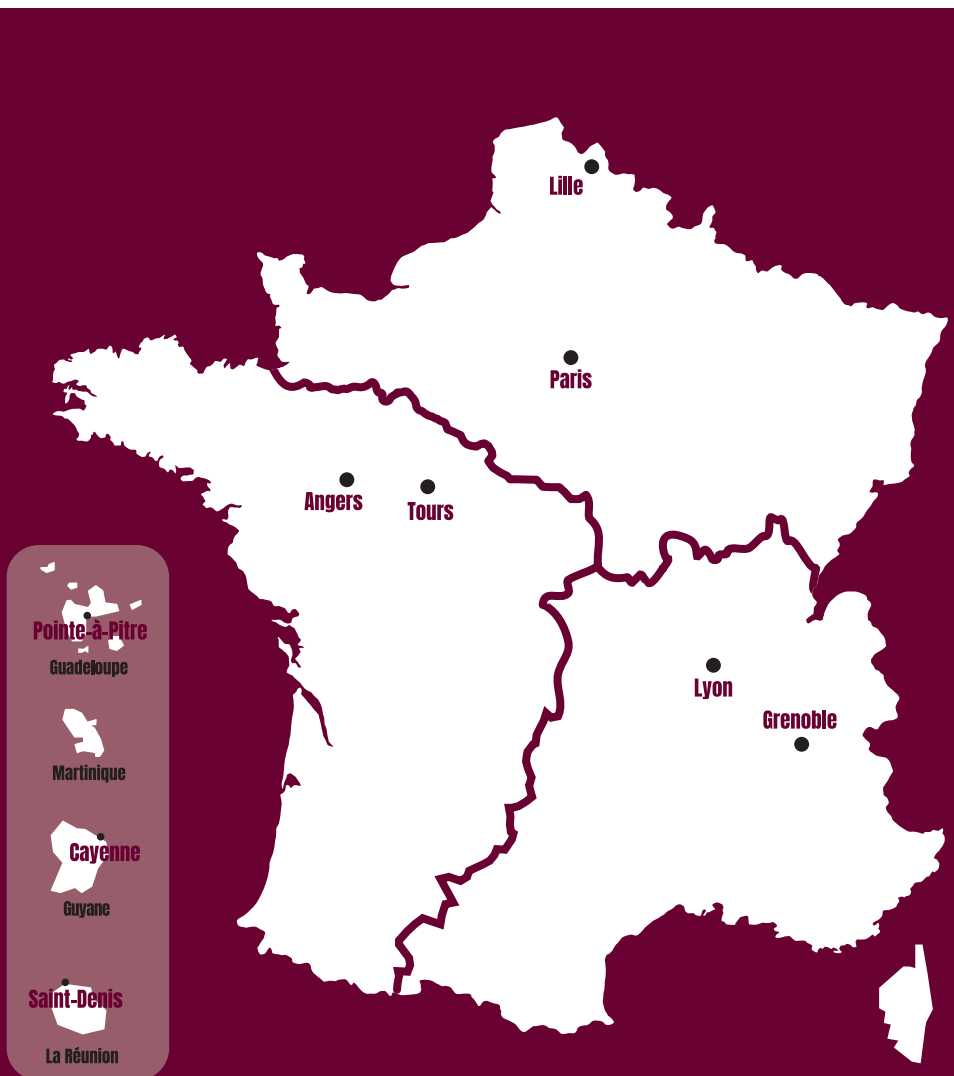 Lille
Paris
Angers
Tours
Pointe-à-Pitre
Guadeloupe
Lyon
Grenoble
Martinique
Cayenne
Guyane
Saint-Denis
La Réunion